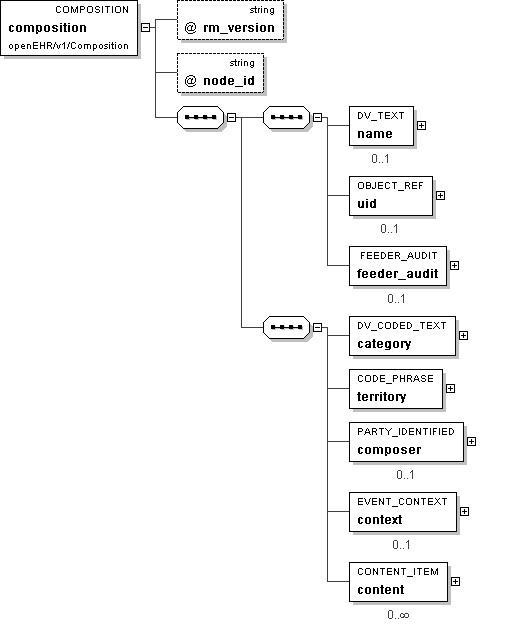 COMPOSITION
composition
openEHR/v1/Composition
string
@ rm_version
string
@ node_id
DV_TEXT
name
0..1
OBJECT_REF
uid
0..1
FEEDER_AUDIT
feeder_audit
0..1
DV_CODED_TEXT
category
CODE_PHRASE
territory
PARTY_IDENTIFIED
composer
0..1
EVENT_CONTEXT
context
0..1
CONTENT_ITEM
content
0..∞